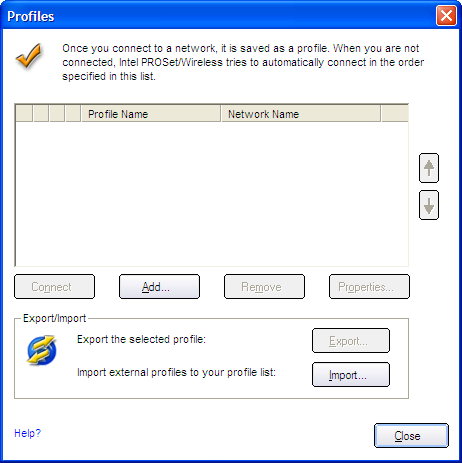 Profiles
Once you connect to a network, it is saved as a profile. When you are not
connected, Intel PROSet/Wireless tries to automatically connect in the order
specified in this list.
Profile Name Network Name
Connect Add... Remove Properties...
Export/Import
Export the selected profile: Export...
Import external profiles to your profile list: Import...
Help? Close